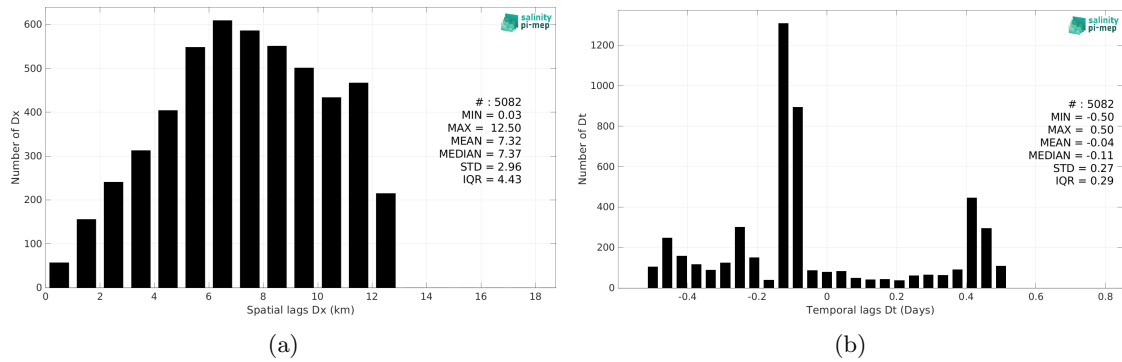 600
500
400
300
200
100
0
Number of Dx
0 2 4 6 8 10 12 14 16 18
Spatial lags Dx (km)
salinity
pi-mep
# : 5082
MIN = 0.03
MAX = 12.50
MEAN = 7.32
MEDIAN = 7.37
STD = 2.96
IQR = 4.43
(a)
1400
1200
1000
800
600
400
200
0
Number of Dt
-0.4 -0.2 0 0.2 0.4 0.6 0.8
Temporal lags Dt (Days)
salinity
pi-mep
# : 5082
MIN = -0.50
MAX = 0.50
MEAN = -0.04
MEDIAN = -0.11
STD = 0.27
IQR = 0.29
(b)